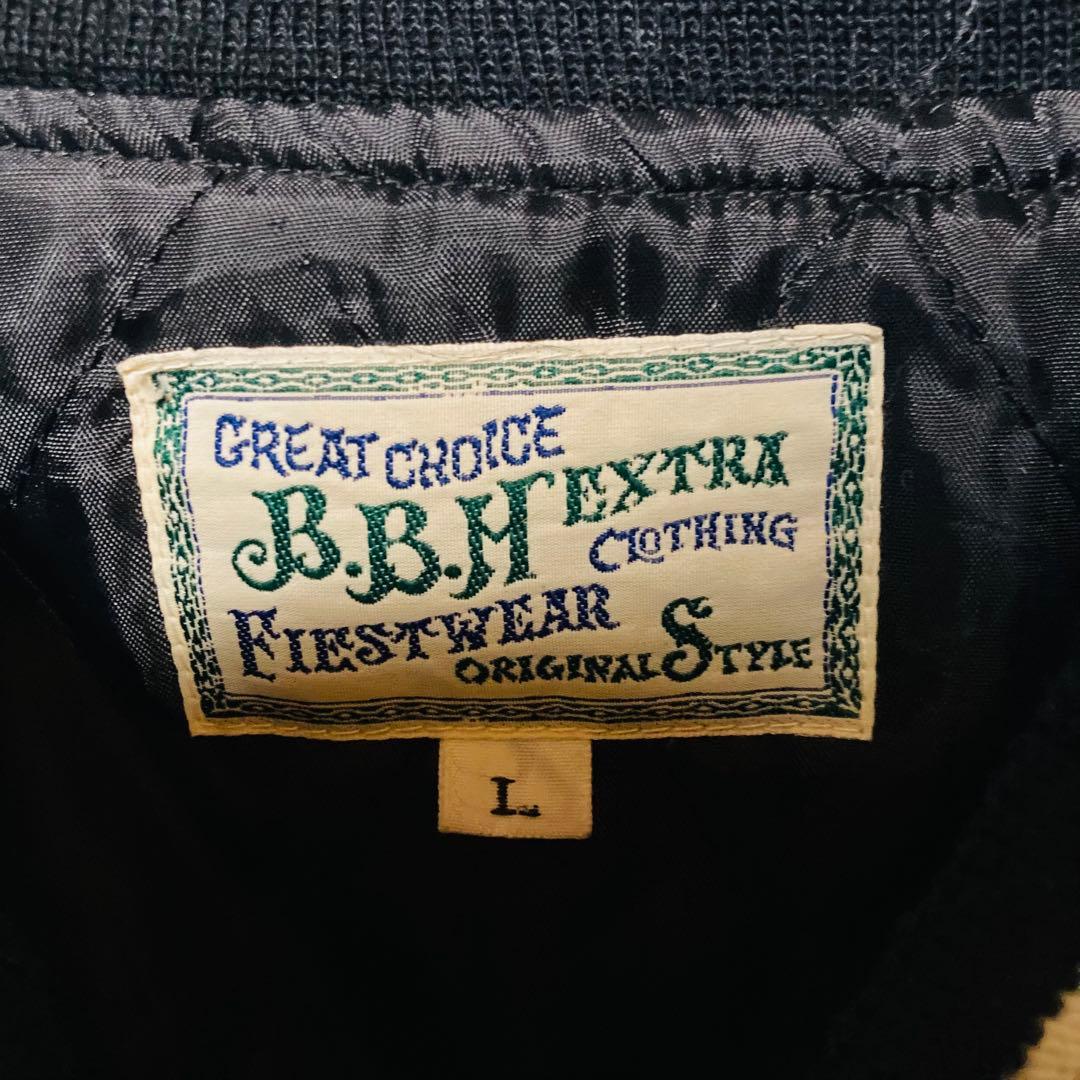 GREAT CHOICE
B.B.H EXTRA
CLOTHING
FIESTWEAR
ORIGINAL STYLE
L